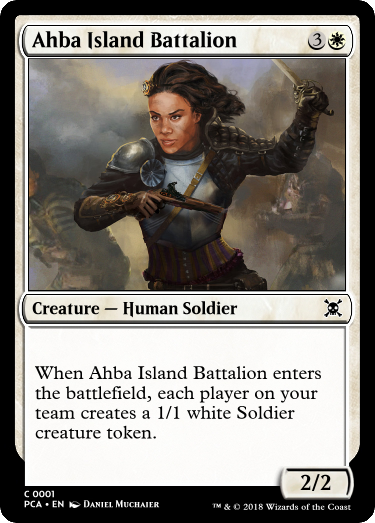 Ahba Island Battalion 3
Creature — Human Soldier
When Ahba Island Battalion enters
the battlefield, each player on your
team creates a 1/1 white Soldier
creature token.
2/2
C 0001
PCA • EN Daniel Muchaier
™ & © 2018 Wizards of the Coast